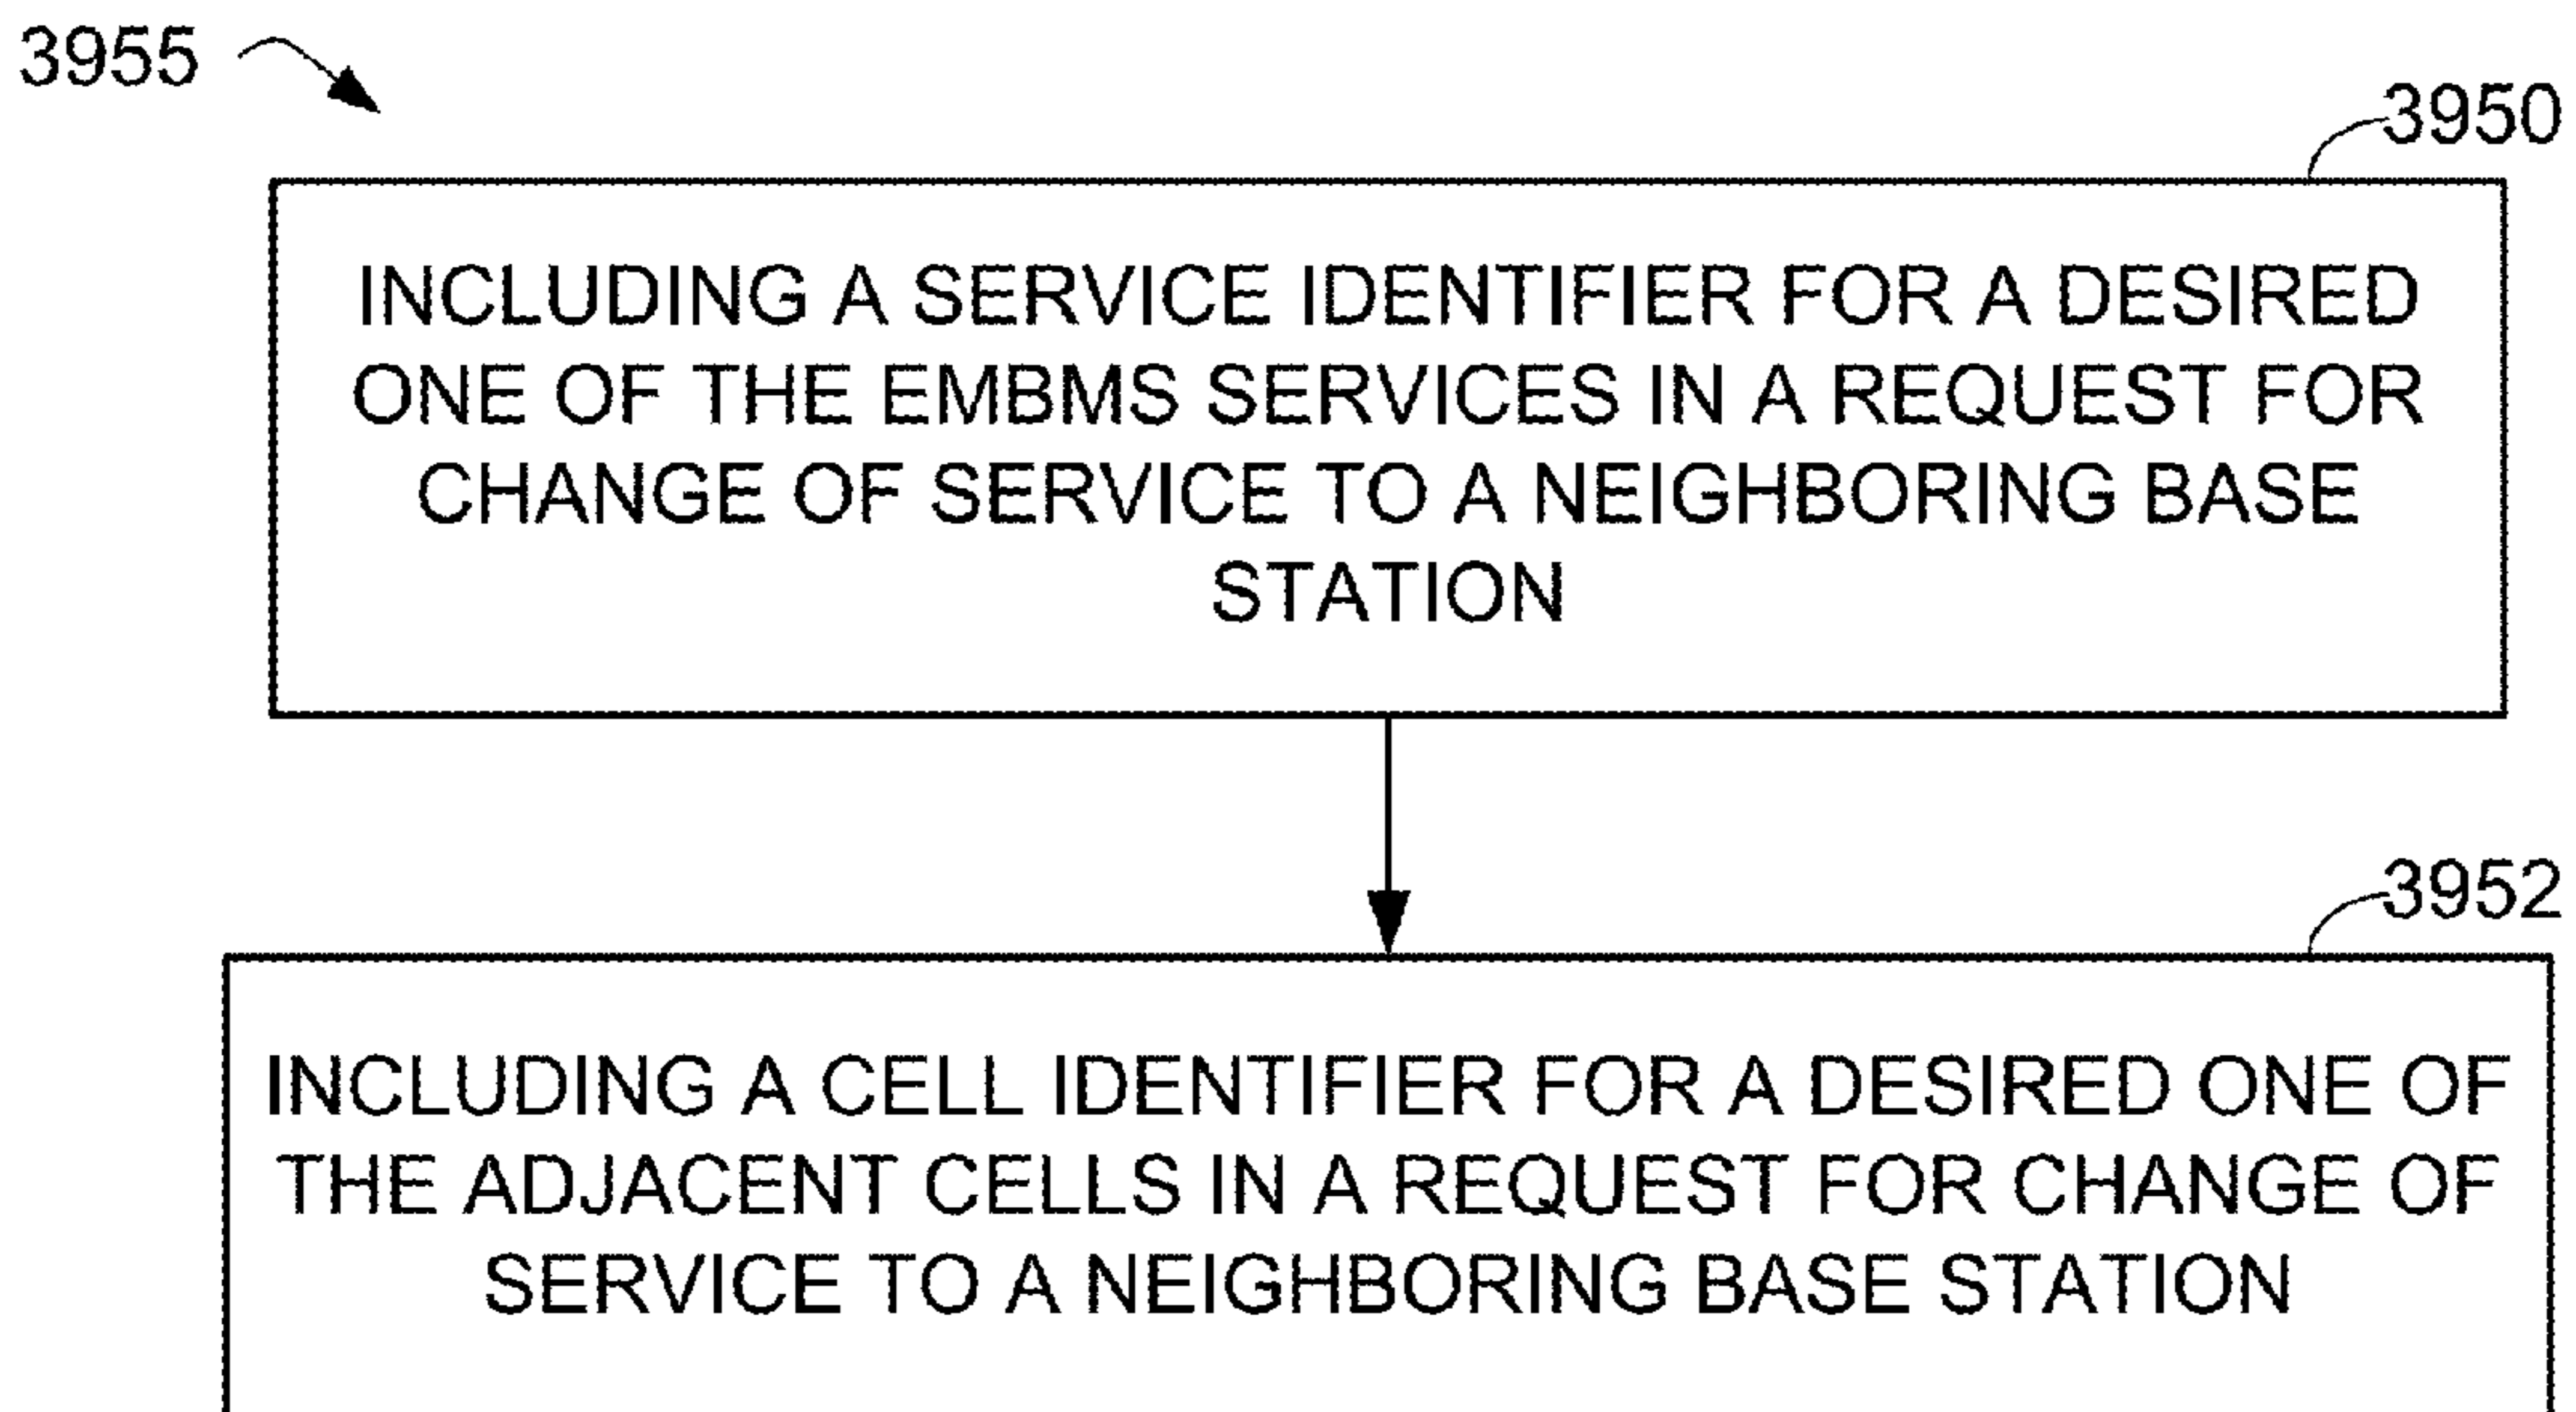 3955
3950
INCLUDING A SERVICE IDENTIFIER FOR A DESIRED
ONE OF THE EMBMS SERVICES IN A REQUEST FOR
CHANGE OF SERVICE TO A NEIGHBORING BASE
STATION
3952
INCLUDING A CELL IDENTIFIER FOR A DESIRED ONE OF
THE ADJACENT CELLS IN A REQUEST FOR CHANGE OF
SERVICE TO A NEIGHBORING BASE STATION